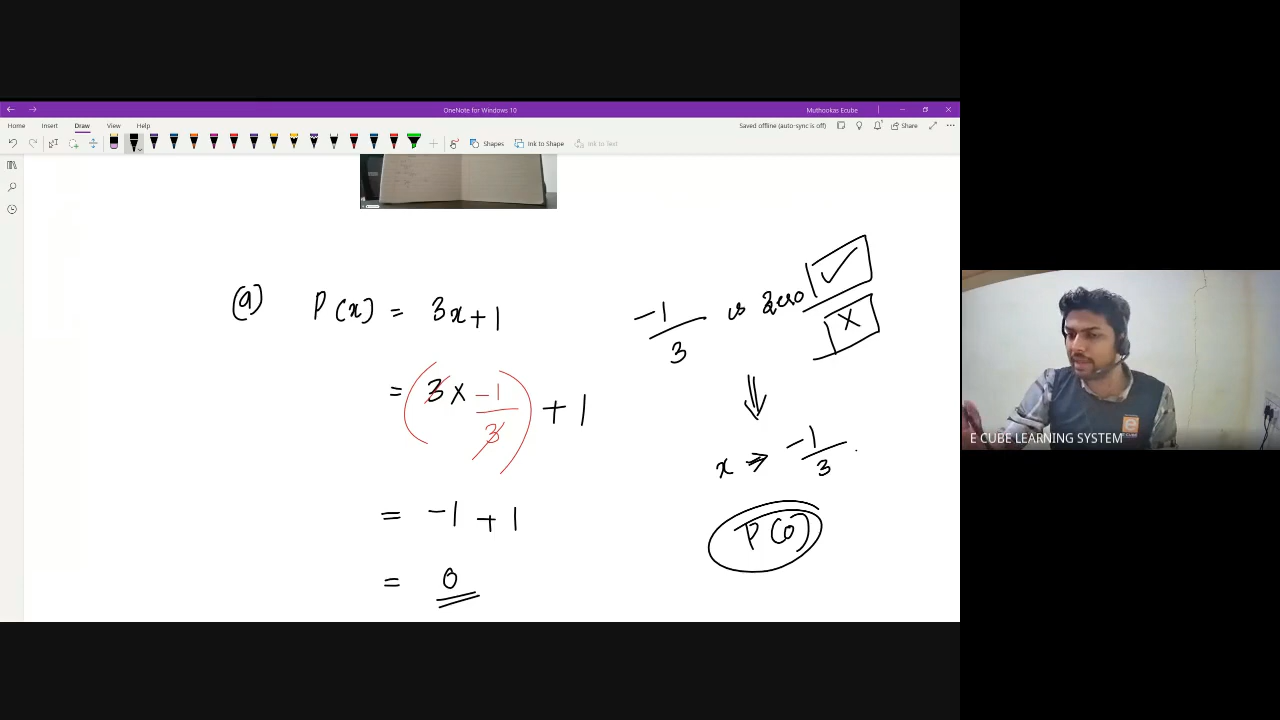 OneNote for Windows 10
Muthookas Ecube
Home Insert Draw View Help
Saved offline (auto-sync is off)
Share
Shapes
Ink to Shape
Ink to Text
(a) P(x) = 3x + 1
= (3 x -1/3) + 1
= -1 + 1
= 0
-1/3 is zero ✓
X
⇓
x → -1/3
P(0)
E CUBE LEARNING SYSTEM